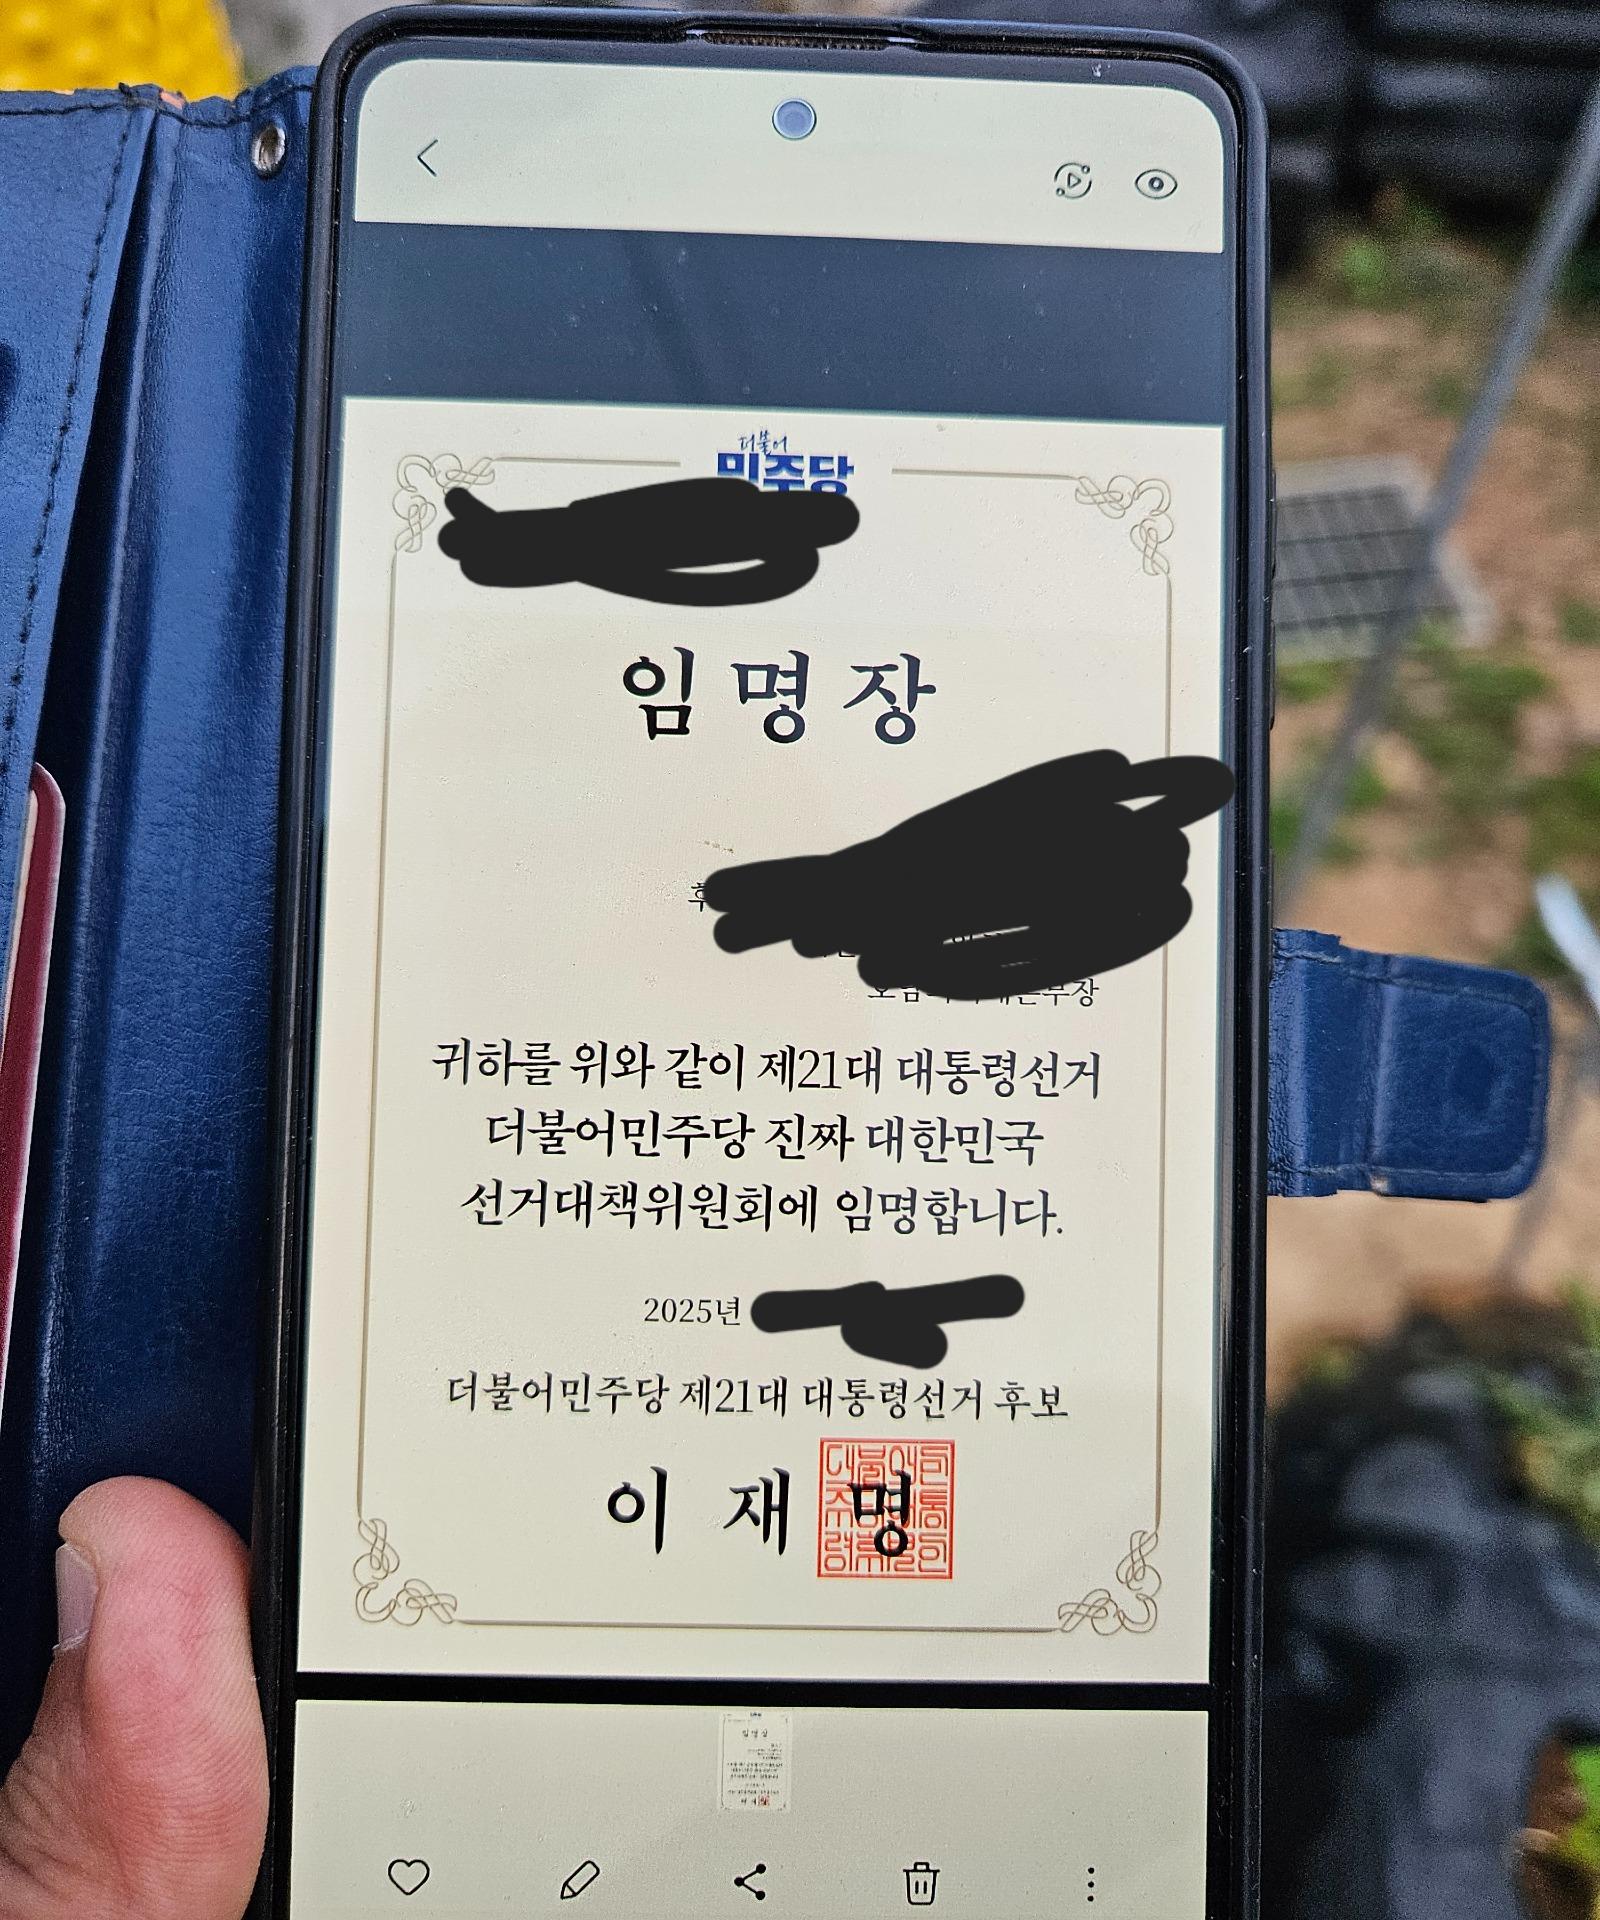 더불어
민주당
임명장
귀하를 위와 같이 제21대 대통령선거
더불어민주당 진짜 대한민국
선거대책위원회에 임명합니다.
2025년
더불어민주당 제21대 대통령선거 후보
이재명